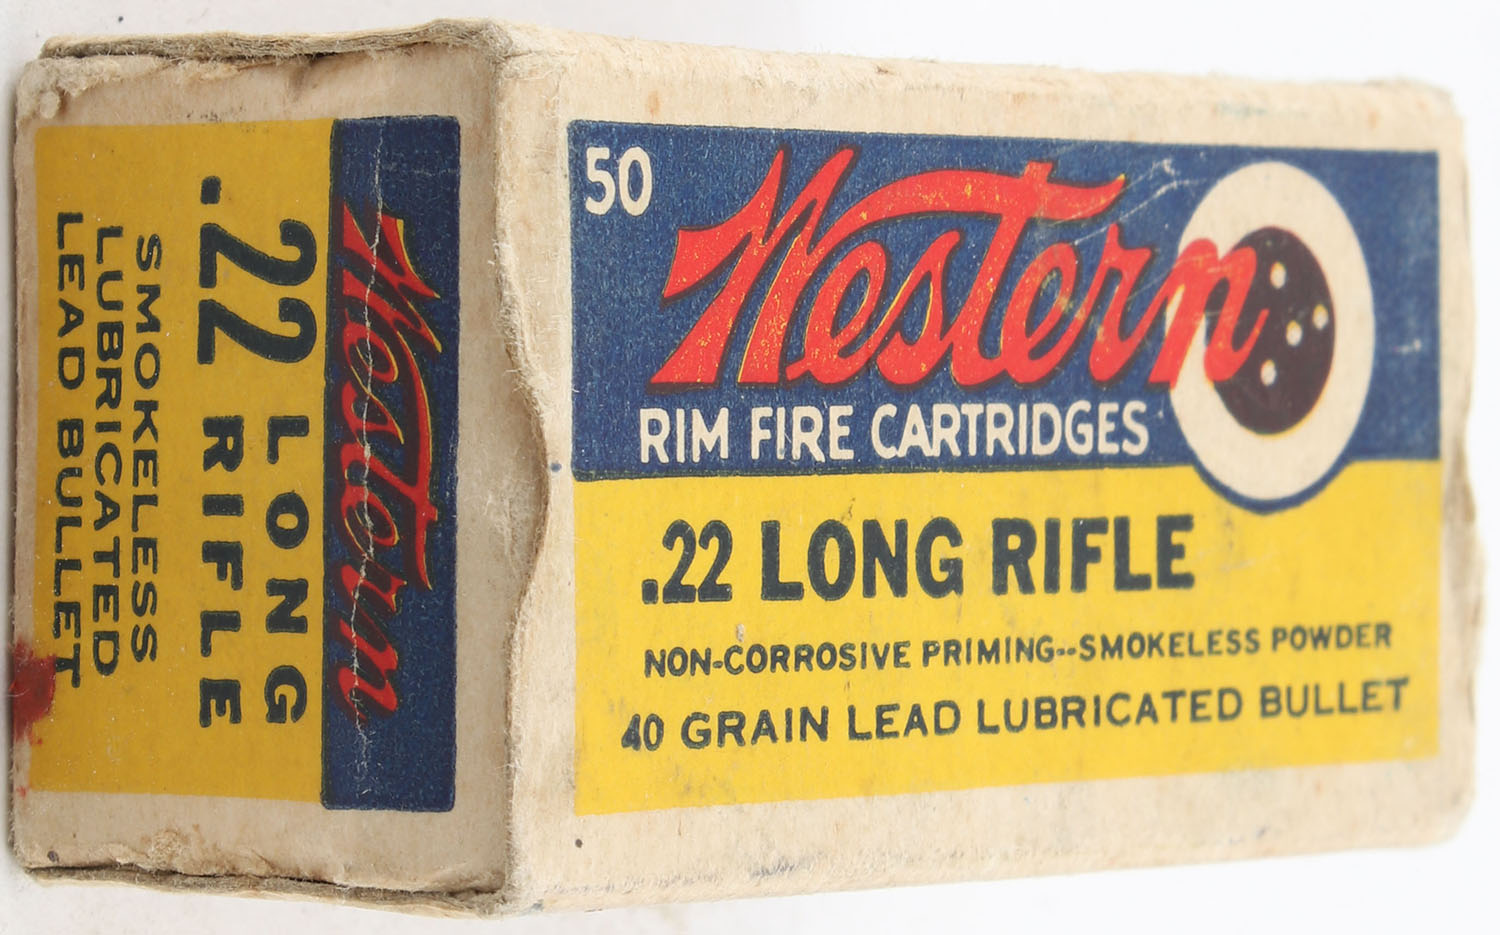 50
Western
RIM FIRE CARTRIDGES
.22 LONG RIFLE
NON-CORROSIVE PRIMING--SMOKELESS POWDER
40 GRAIN LEAD LUBRICATED BULLET
Western
.22 LONG
RIFLE
SMOKELESS
LUBRICATED
LEAD BULLET